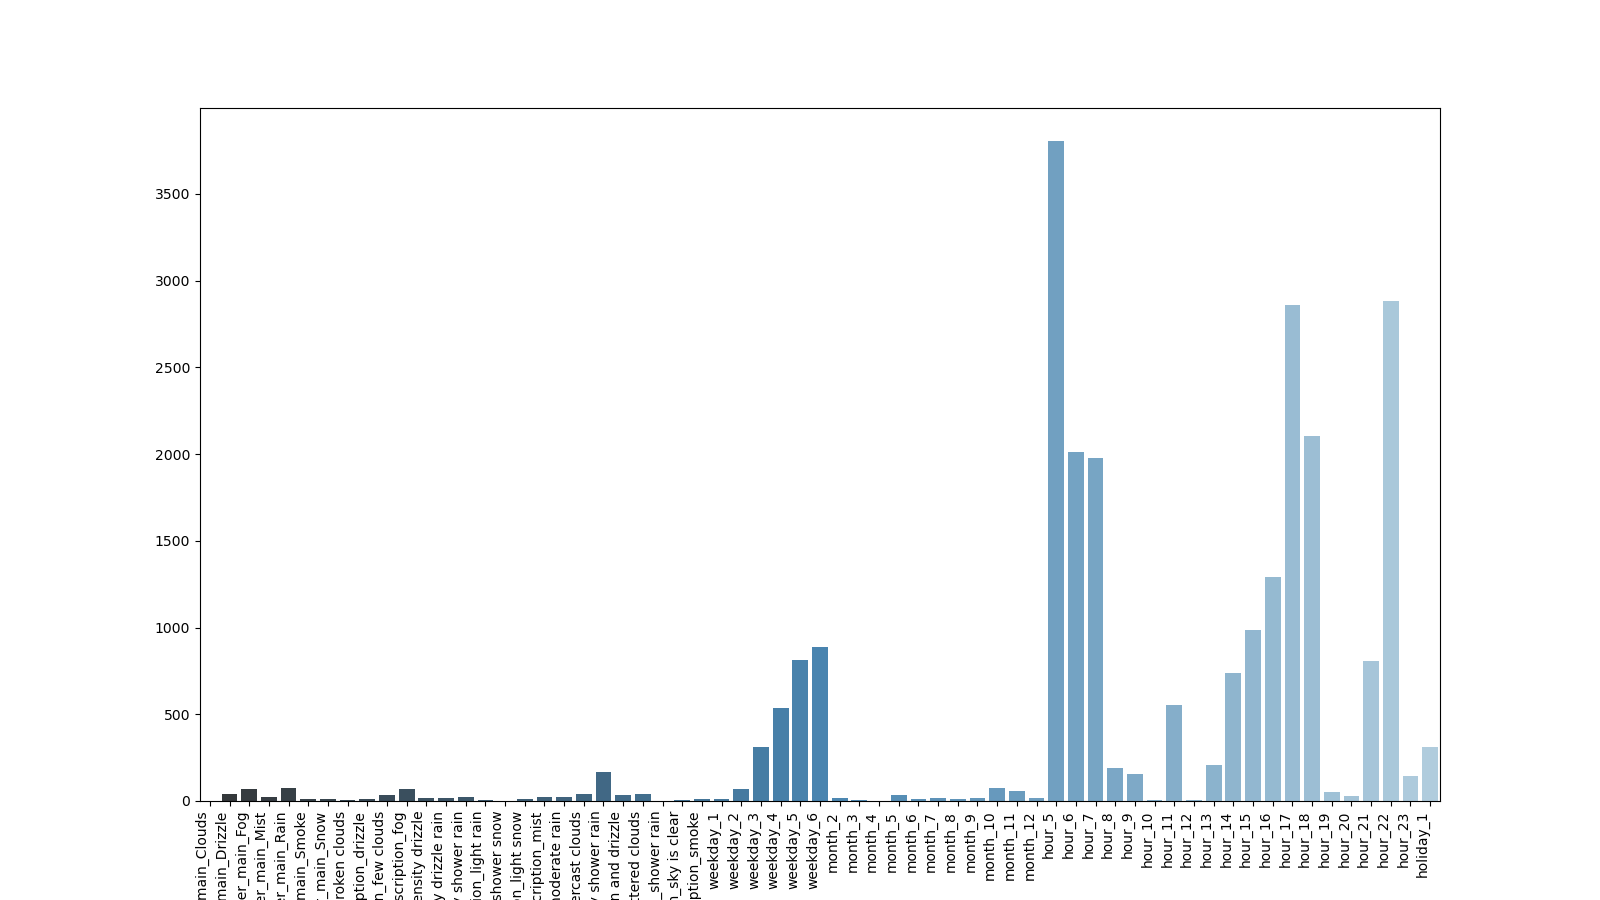 3500
3000
2500
2000
1500
1000
500
0
main_Clouds
main_Drizzle
er_main_Fog
er_main_Mist
er_main_Rain
main_Smoke
_main_Snow
roken clouds
ption_drizzle
n_few clouds
scription_fog
ensity drizzle
y drizzle rain
y shower rain
ion_light rain
shower snow
on_light snow
cription_mist
moderate rain
ercast clouds
y shower rain
n and drizzle
ttered clouds
_shower rain
n_sky is clear
ption_smoke
weekday_1
weekday_2
weekday_3
weekday_4
weekday_5
weekday_6
month_2
month_3
month_4
month_5
month_6
month_7
month_8
month_9
month_10
month_11
month_12
hour_5
hour_6
hour_7
hour_8
hour_9
hour_10
hour_11
hour_12
hour_13
hour_14
hour_15
hour_16
hour_17
hour_18
hour_19
hour_20
hour_21
hour_22
hour_23
holiday_1